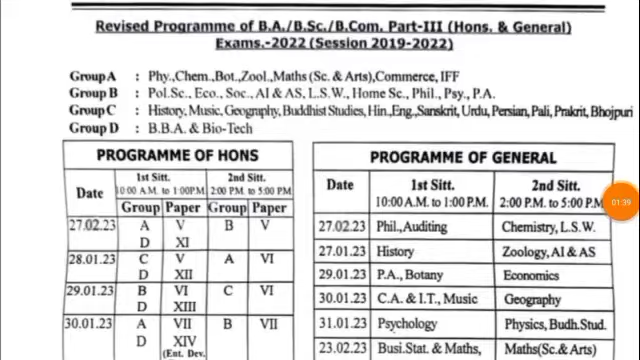 Revised Programme of B.A./B.Sc./B.Com. Part-III (Hons. & General)
Exams.-2022 (Session 2019-2022)
Group A : Phy.,Chem., Bot., Zool.,Maths (Sc. & Arts),Commerce, IFF
Group B : Pol.Sc., Eco., Soc., AI & AS, L.S.W., Home Sc., Phil., Psy., P.A.
Group C : History, Music, Geography, Buddhist Studies, Hin.,Eng., Sanskrit, Urdu, Persian, Pali, Prakrit, Bhojpuri
Group D : B.B.A. & Bio-Tech
PROGRAMME OF HONS
Date 1st Sitt. 2nd Sitt.
10:00 A.M. to 1:00P.M. 2:00 P.M. to 5:00 P.M.
Group Paper Group Paper
27.02.23 A V B V
D XI
28.01.23 C V A VI
D XII
29.01.23 B VI C VI
D XIII
30.01.23 A VII B VII
D XIV
(Ent. Dev.
PROGRAMME OF GENERAL
Date 1st Sitt. 2nd Sitt.
10:00 A.M. to 1:00 P.M. 2:00 P.M. to 5:00 P.M.
27.02.23 Phil., Auditing Chemistry, L.S.W.
27.01.23 History Zoology, AI & AS
29.01.23 P.A., Botany Economics
30.01.23 C.A. & I.T., Music Geography
31.01.23 Psychology Physics, Budh.Stud.
23.02.23 Busi.Stat. & Maths, Maths(Sc.& Arts)
01:39